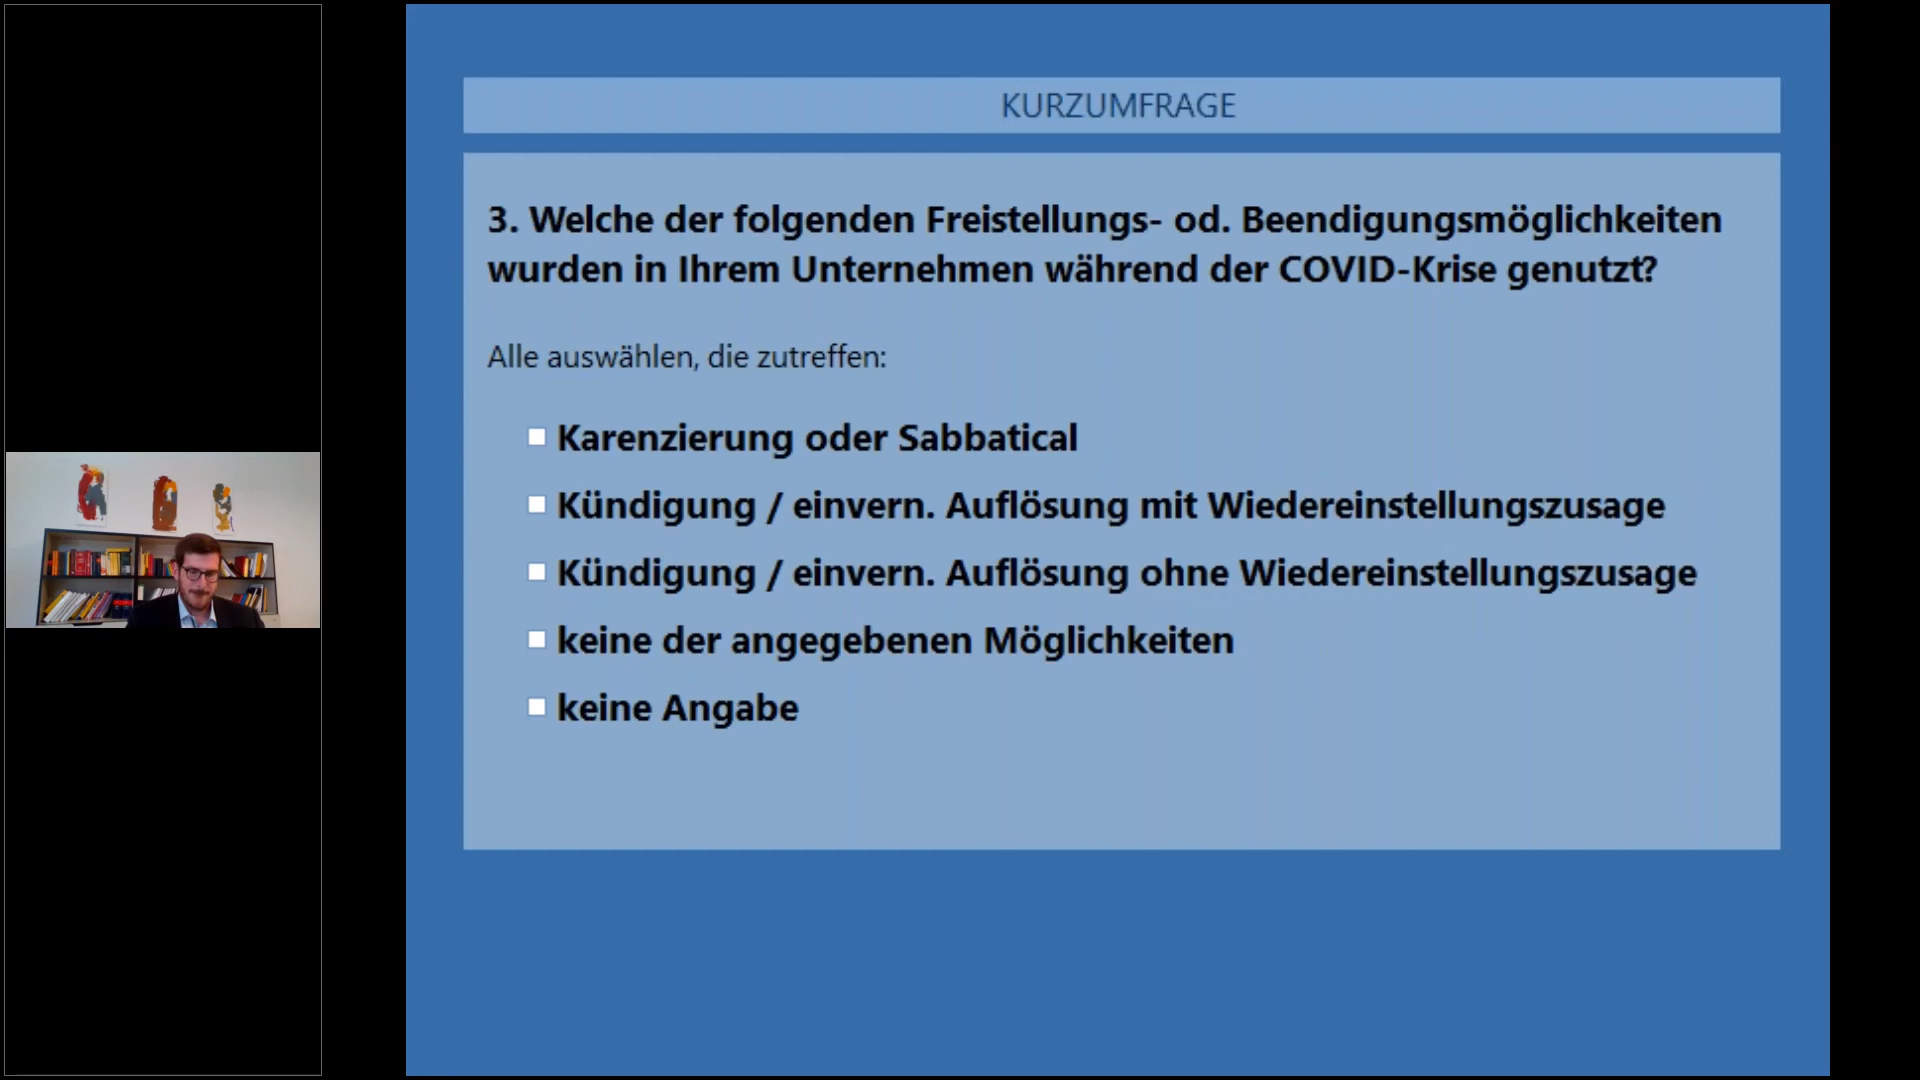 KURZUMFRAGE
3. Welche der folgenden Freistellungs- od. Beendigungsmöglichkeiten
wurden in Ihrem Unternehmen während der COVID-Krise genutzt?
Alle auswählen, die zutreffen:
Karenzierung oder Sabbatical
Kündigung / einvern. Auflösung mit Wiedereinstellungszusage
Kündigung / einvern. Auflösung ohne Wiedereinstellungszusage
keine der angegebenen Möglichkeiten
keine Angabe